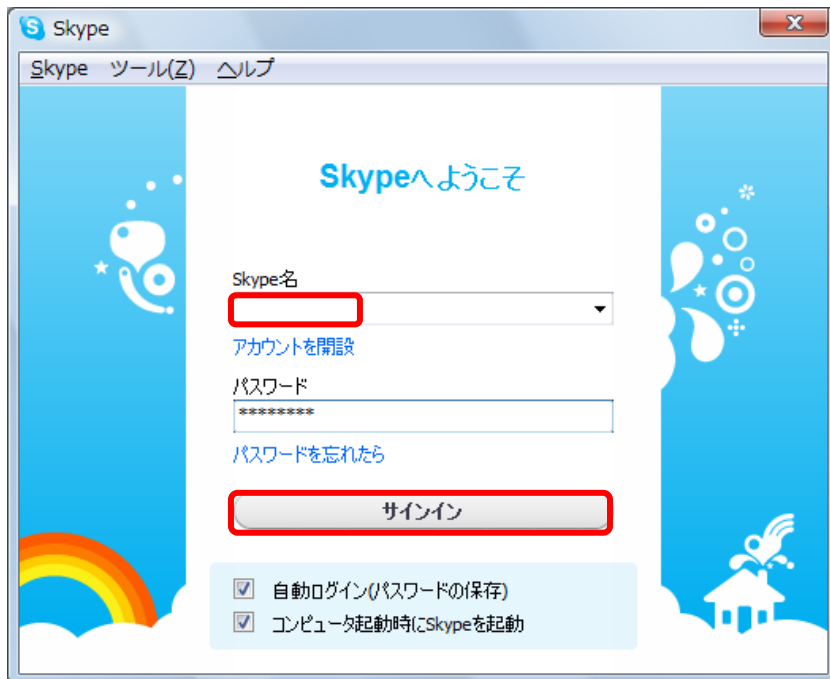 Skype
Skype ツール(Z) ヘルプ
Skypeへようこそ
Skype名
アカウントを開設
パスワード
********
パスワードを忘れたら
サインイン
自動ログイン(パスワードの保存)
コンピュータ起動時にSkypeを起動